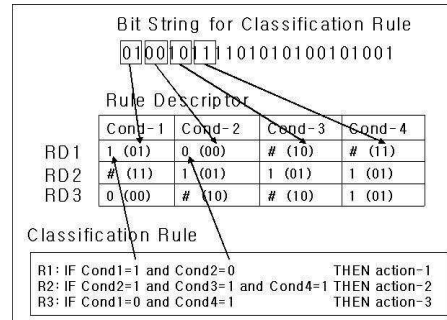 Bit String for Classification Rule
010010111101010100101001
Rule Descriptor
Cond-1 Cond-2 Cond-3 Cond-4
RD1 1 (01) 0 (00) # (10) # (11)
RD2 # (11) 1 (01) 1 (01) 1 (01)
RD3 0 (00) # (10) # (10) 1 (01)
Classification Rule
R1: IF Cond1=1 and Cond2=0 THEN action-1
R2: IF Cond2=1 and Cond3=1 and Cond4=1 THEN action-2
R3: IF Cond1=0 and Cond4=1 THEN action-3